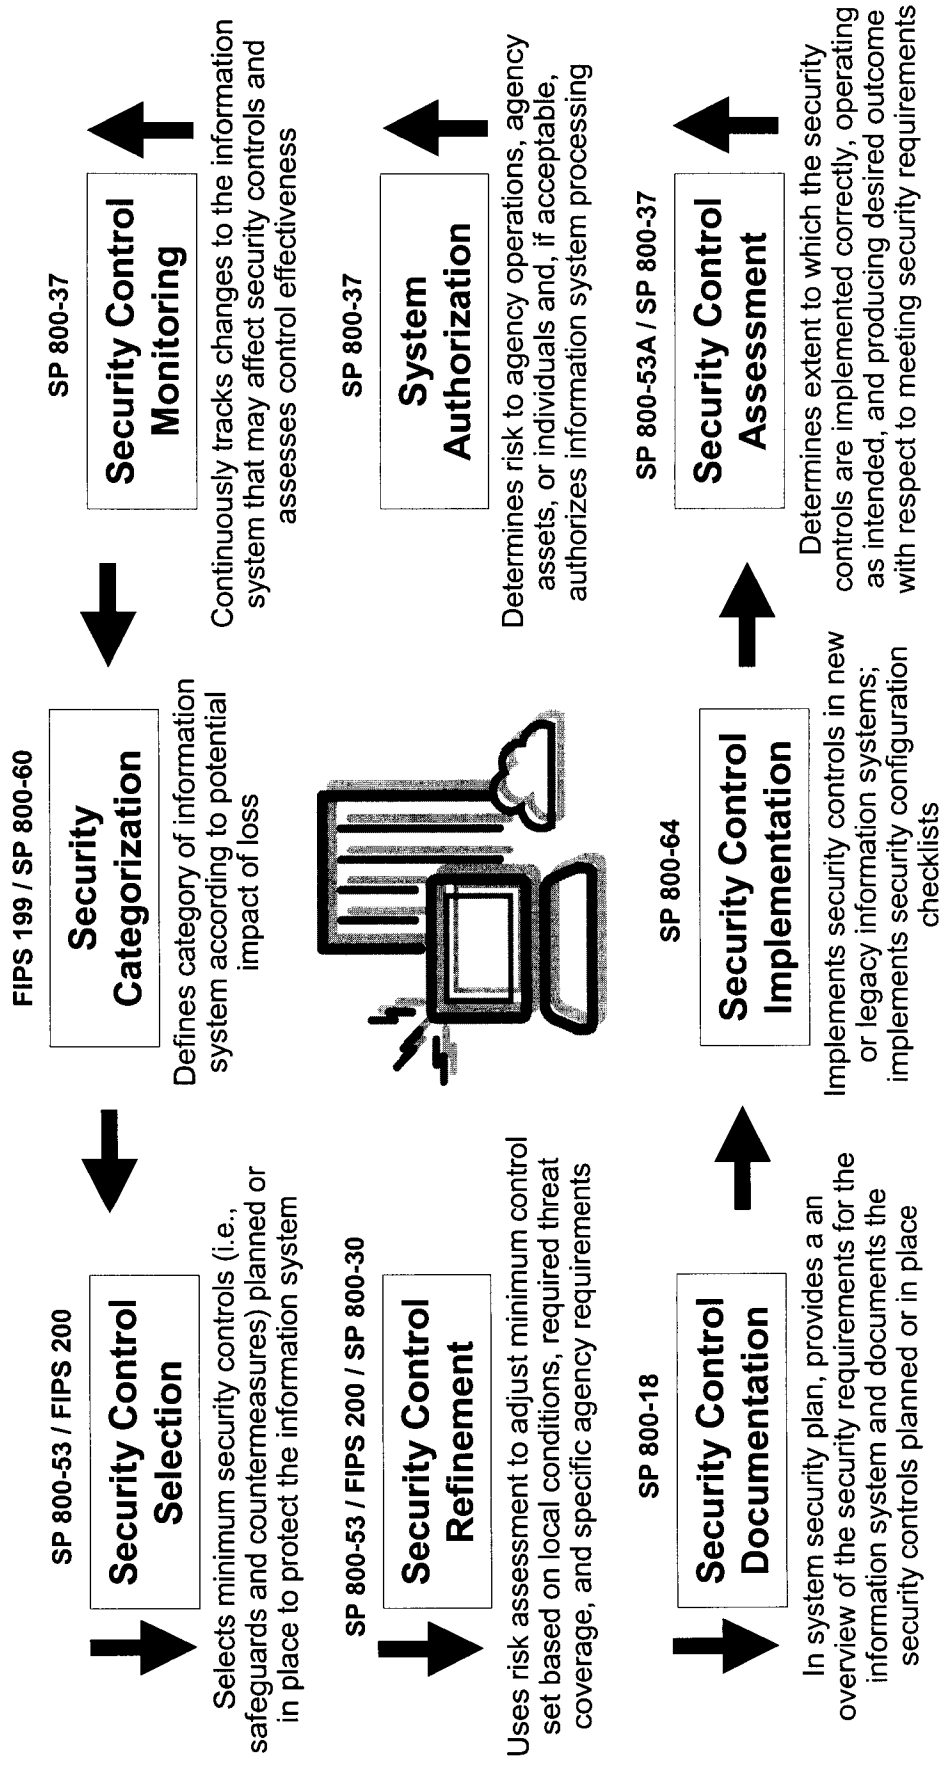 SP 800-53 / FIPS 200
Security Control
Selection
Selects minimum security controls (i.e.,
safeguards and countermeasures) planned or
in place to protect the information system
FIPS 199 / SP 800-60
Security
Categorization
Defines category of information
system according to potential
impact of loss
SP 800-37
Security Control
Monitoring
Continuously tracks changes to the information
system that may affect security controls and
assesses control effectiveness
SP 800-53 / FIPS 200 / SP 800-30
Security Control
Refinement
Uses risk assessment to adjust minimum control
set based on local conditions, required threat
coverage, and specific agency requirements
SP 800-37
System
Authorization
Determines risk to agency operations, agency
assets, or individuals and, if acceptable,
authorizes information system processing
SP 800-18
Security Control
Documentation
In system security plan, provides a an
overview of the security requirements for the
information system and documents the
security controls planned or in place
SP 800-64
Security Control
Implementation
Implements security controls in new
or legacy information systems;
implements security configuration
checklists
SP 800-53A / SP 800-37
Security Control
Assessment
Determines extent to which the security
controls are implemented correctly, operating
as intended, and producing desired outcome
with respect to meeting security requirements